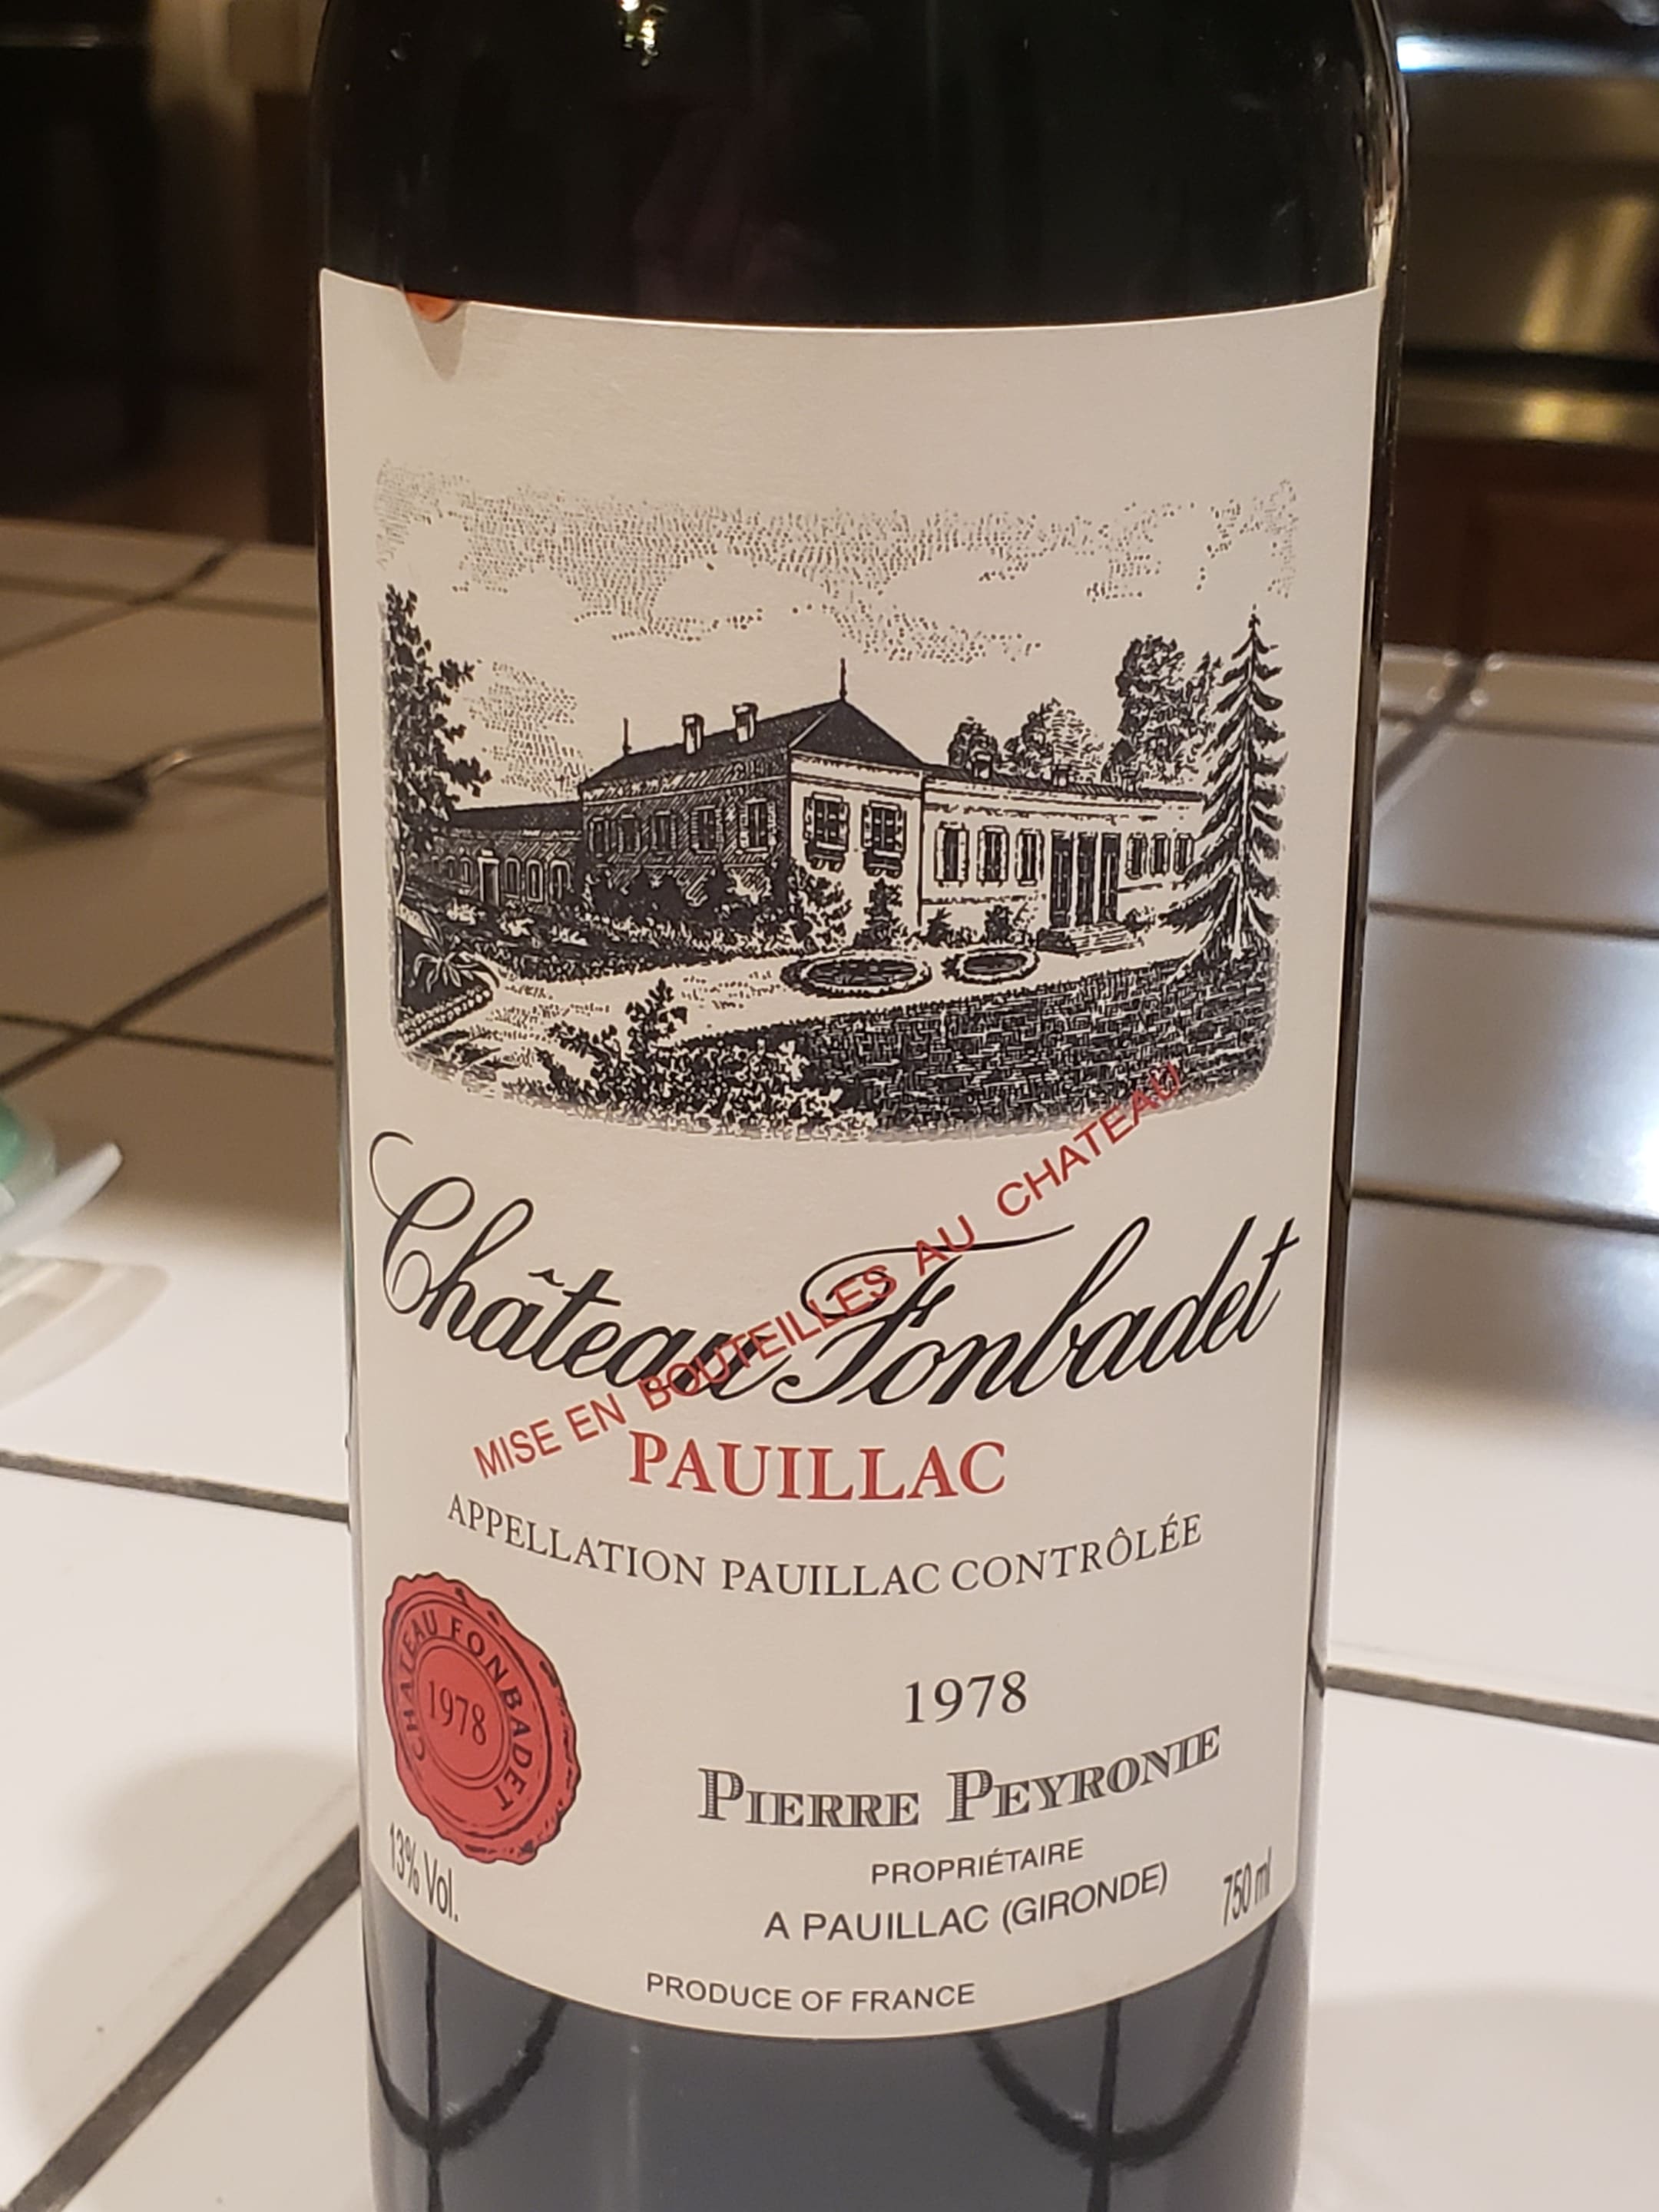 Château Fonbadet
MISE EN BOUTEILLES AU CHATEAU
PAUILLAC
APPELLATION PAUILLAC CONTRÔLÉE
CHATEAU FONBADET
1978
1978
PIERRE PEYRONIE
PROPRIÉTAIRE
A PAUILLAC (GIRONDE)
13% Vol.
750 ml
PRODUCE OF FRANCE